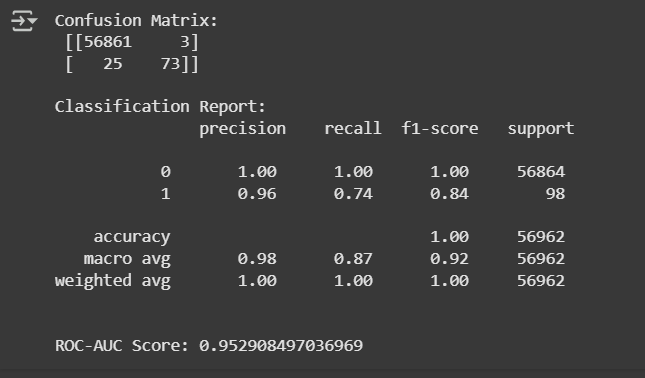 Confusion Matrix:
[[56861     3]
[   25    73]]
Classification Report:
precision    recall  f1-score   support
0       1.00      1.00      1.00     56864
1       0.96      0.74      0.84        98
accuracy                           1.00     56962
macro avg       0.98      0.87      0.92     56962
weighted avg       1.00      1.00      1.00     56962
ROC-AUC Score: 0.952908497036969